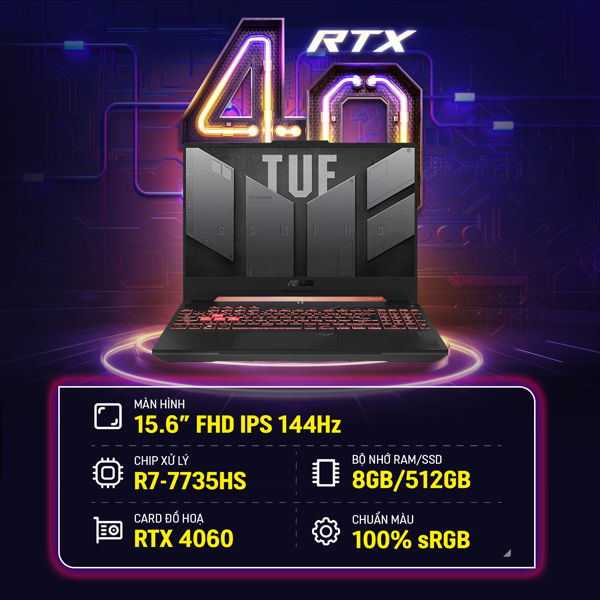 40
RTX
TUF
GAMING
ASUS
MÀN HÌNH
15.6” FHD IPS 144Hz
CHIP XỬ LÝ
R7-7735HS
BỘ NHỚ RAM/SSD
8GB/512GB
CARD ĐỒ HOẠ
RTX 4060
CHUẨN MÀU
100% sRGB